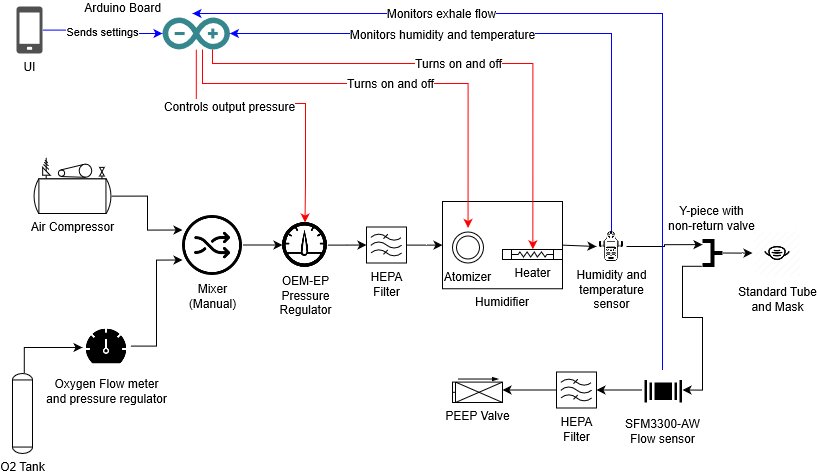 Arduino Board
Monitors exhale flow
Sends settings
Monitors humidity and temperature
UI
Turns on and off
Turns on and off
Controls output pressure
Air Compressor
Y-piece with
non-return valve
Mixer
(Manual)
OEM-EP
Pressure
Regulator
HEPA
Filter
Atomizer
Heater
Humidifier
Humidity and
temperature
sensor
Standard Tube
and Mask
Oxygen Flow meter
and pressure regulator
PEEP Valve
HEPA
Filter
SFM3300-AW
Flow sensor
O2 Tank